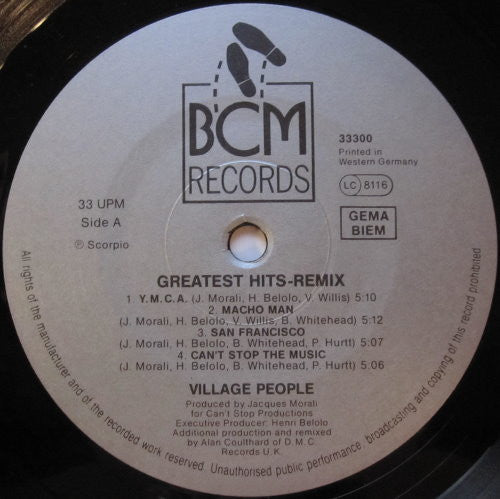 BCM
RECORDS
33300
Printed in
Western Germany
LC 8116
GEMA
BIEM
33 UPM
Side A
℗ Scorpio
GREATEST HITS-REMIX
1. Y.M.C.A. (J. Morali, H. Belolo, V. Willis) 5:10
2. MACHO MAN
(J. Morali, H. Belolo, V. Willis, B. Whitehead) 5:12
3. SAN FRANCISCO
(J. Morali, H. Belolo, B. Whitehead, P. Hurtt) 5:07
4. CAN'T STOP THE MUSIC
(J. Morali, H. Belolo, B. Whitehead, P. Hurtt) 5:06
VILLAGE PEOPLE
Produced by Jacques Morali
for Can't Stop Productions
Executive Producer: Henri Belolo
Additional production and remixed
by Alan Coulthard of D.M.C.
Records U.K.
All rights of the manufacturer and of the owner of the recorded work reserved. Unauthorised public performance, broadcasting and copying of this record prohibited